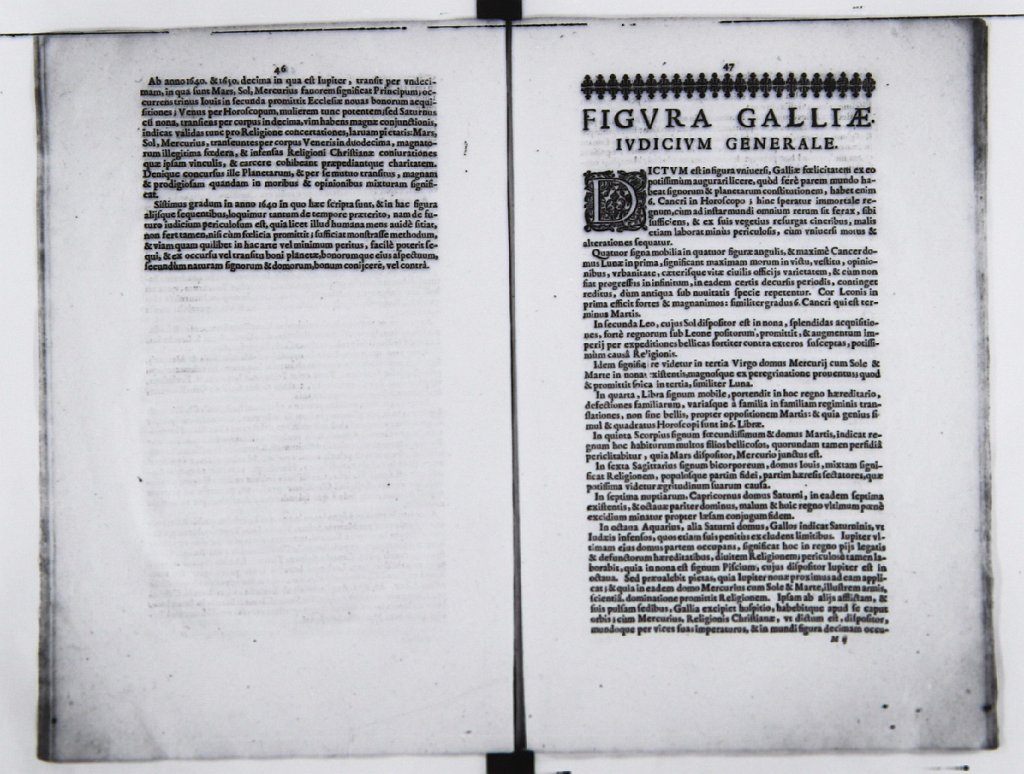 46
Ab anno 1640. & 1650. decima in qua est Iupiter, transit per vndeci-
mam, in qua sunt Mars, Sol, Mercurius fauorem significat Principum; oc-
currens trinus Iouis in secunda promittit Ecclesiæ nouas bonorum acqui-
sitiones; Venus per Horoscopum, mulierem tunc potentem, sed Saturnus
cũ nona, transiens per corpus in decima, vim habens magnæ conjunctionis,
indicat validas tunc pro Religione concertationes, laruam pietatis: Mars,
Sol, Mercurius, transeuntes per corpus Veneris in duodecima, magnato-
rum illegitima fœdera, & infensas Religioni Christianæ coniurationes
quæ ipsam vinculis, & carcere cohibeant præpediantque charitatem.
Denique concursus ille Planetarum, & per se mutuo transitus, magnam
& prodigiosam quandam in moribus & opinionibus mixturam signifi-
cat.
Sistimus gradum in anno 1640 in quo hæc scripta sunt, & in hac figura
alijsque sequentibus, loquimur tantum de tempore præterito, nam de fu-
turo iudicium periculosum est, quia licet illud humana mens auidè sitiat,
non fert tamen, nisi cùm fœlicia promittit; sufficiat monstrasse methodum,
& viam quam quilibet in hac arte vel minimum peritus, facilè poterit se-
qui, & ex occursu vel transitu boni planetæ, bonorumque eius aspectuum,
secundùm naturam signorum & domorum, bonum conijcere, vel contrà.
47
FIGVRA GALLIÆ.
IVDICIVM GENERALE.
DICTVM est in figura vniuersi, Galliæ fœlicitatem ex eo
potissimùm augurari licere, quòd ferè parem mundo ha-
beat signorum & planetarum constitutionem, habet enim
6. Cancri in Horoscopo; hinc speratur immortale re-
gnum, cùm ad instar mundi omnium rerum sit ferax, sibi
sufficiens, & ex suis vegetius resurgat cineribus, malis
etiam laborat minùs periculosis, cùm vniuersi motus &
alterationes sequatur.
Quatuor signa mobilia in quatuor figuræ angulis, & maximè Cancer do-
mus Lunæ in prima, significant maximam morum in victu, vestitu, opinio-
nibus, vrbanitate, cæterisque vitæ ciuilis officijs varietatem, & cùm non
fiat progressus in infinitum, in eadem certis decursis periodis, continget
reditus, dùm antiqua sub nouitatis specie repetentur. Cor Leonis in
prima efficit fortes & magnanimos: similiter gradus 6. Cancri qui est ter-
minus Martis.
In secunda Leo, cujus Sol dispositor est in nona, splendidas acquisitio-
nes, fortè regnorum sub Leone positorum, promittit, & augmentum im-
perij per expeditiones bellicas fortiter contra exteros susceptas, potissi-
mùm causâ Religionis.
Idem significare videtur in tertia Virgo domus Mercurij cum Sole &
Marte in nona existentis, magnosque ex peregrinatione prouentus; quod
& promittit spica in tertia, similiter Luna.
In quarta, Libra signum mobile, portendit in hoc regno hæreditario,
defectiones familiarum, variasque à familia in familiam regiminis tran-
slationes, non sine bellis, propter oppositionem Martis: & quia genius si-
mul & quadratus Horoscopi sunt in 6. Libræ.
In quinta Scorpius signum fœcundissimum & domus Martis, indicat re-
gnum hoc habiturum multos filios bellicosos, quorundam tamen perfidiâ
periclitabitur, quia Mars dispositor, Mercurio junctus est.
In sexta Sagittarius signum bicorporeum, domus Iouis, mixtam signi-
ficat Religionem, populosque partim fidei, partim hæresis sectatores, quæ
potissima videtur ægritudinum suarum causa.
In septima nuptiarum, Capricornus domus Saturni, in eadem septima
existentis, & octauæ pariter dominus, malum & huic regno vltimum pœnè
excidium minatur propter læsam conjugum fidem.
In octaua Aquarius, alia Saturni domus, Gallos indicat Saturninis, vt
Iudæis infensos, quos etiam suis penitùs excludent limitibus. Iupiter vl-
timam eius domus partem occupans, significat hoc in regno pijs legatis
& defunctorum hæreditatibus, diuitem Religionem; periculosè tamen la-
borabit, quia in nona est signum Piscium, cujus dispositor Iupiter est in
octaua. Sed præualebit pietas, quia Iupiter nonæ proximus ad eam appli-
cat; & quia in eadem domo Mercurius cum Sole & Marte, illustrem armis,
scientiâ, dominatione promittit Religionem. Ipsam ab alijs afflictam, &
suis pulsam sedibus, Gallia excipiet hospitio, habebitque apud se caput
orbis; cùm Mercurius, Religionis Christianæ, vt dictum est, dispositor,
mundoque per vices suas imperaturus, & in mundi figura decimam occu-
M ij